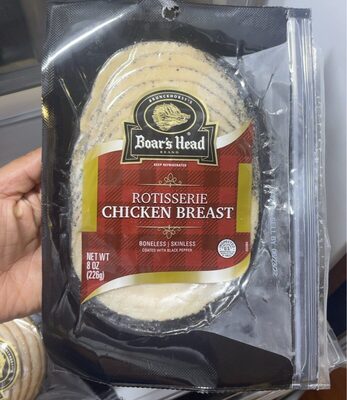 BRUNCKHORST'S
Boar's Head
BRAND
KEEP REFRIGERATED
ROTISSERIE
CHICKEN BREAST
BONELESS | SKINLESS
COATED WITH BLACK PEPPER
NET WT
8 OZ
(226g)